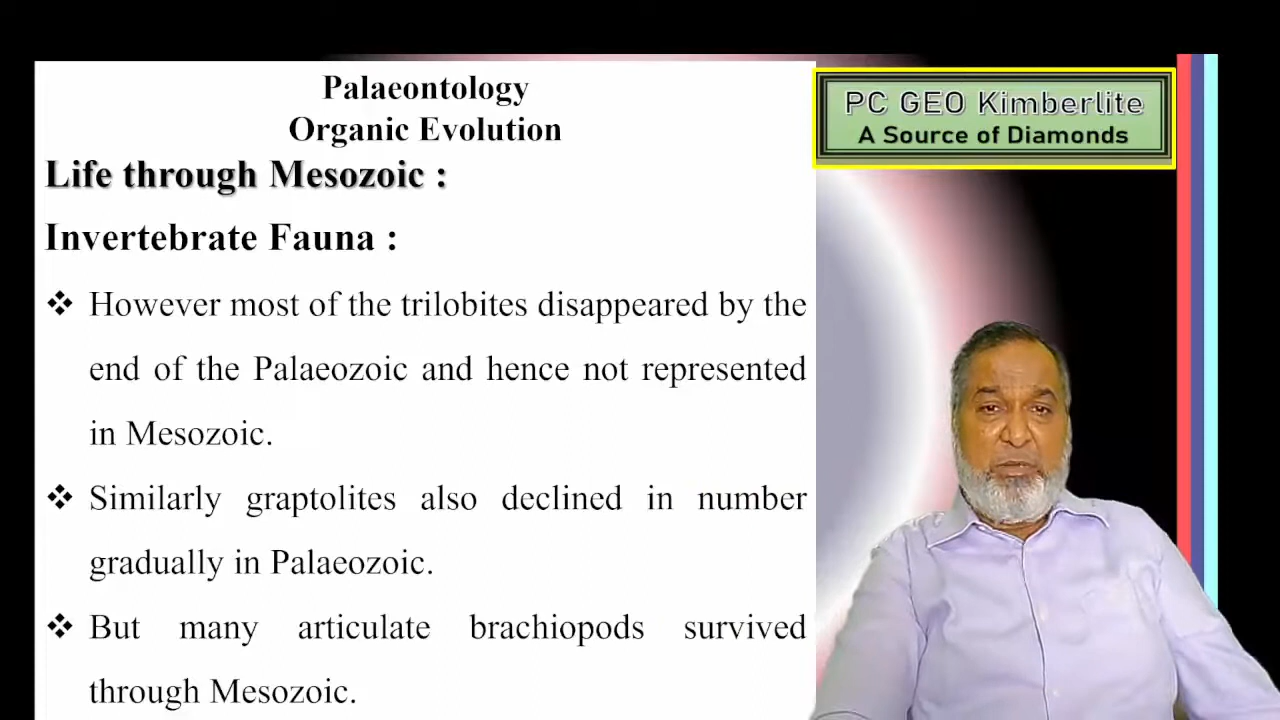 Palaeontology
Organic Evolution
Life through Mesozoic :
Invertebrate Fauna :
❖ However most of the trilobites disappeared by the
end of the Palaeozoic and hence not represented
in Mesozoic.
❖ Similarly graptolites also declined in number
gradually in Palaeozoic.
❖ But many articulate brachiopods survived
through Mesozoic.
PC GEO Kimberlite
A Source of Diamonds